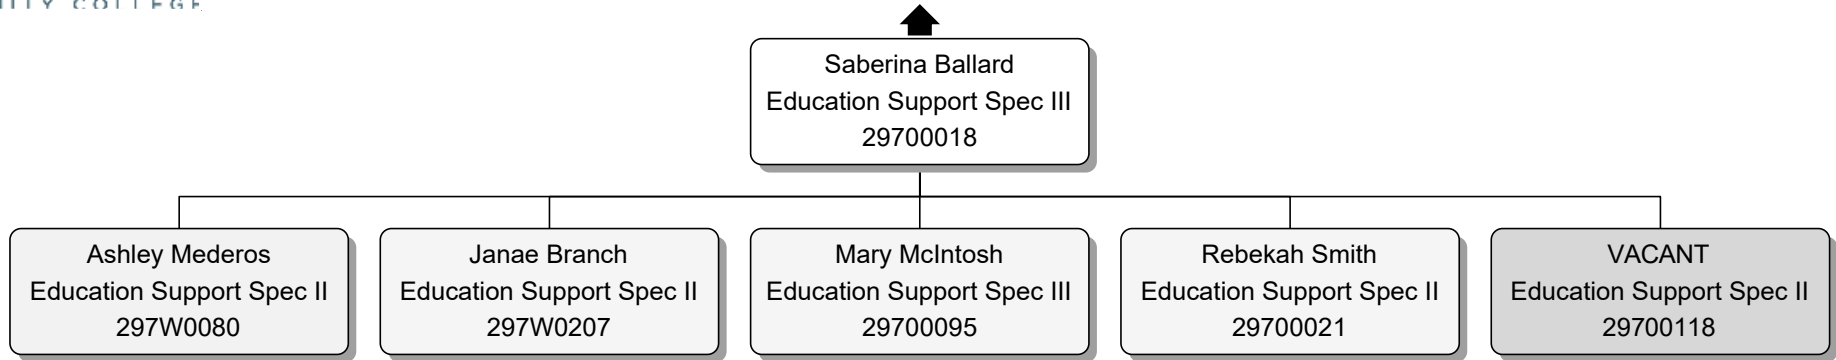 COLLEGE
Saberina Ballard
Education Support Spec III
29700018
Ashley Mederos
Education Support Spec II
297W0080
Janae Branch
Education Support Spec II
297W0207
Mary McIntosh
Education Support Spec III
29700095
Rebekah Smith
Education Support Spec II
29700021
VACANT
Education Support Spec II
29700118